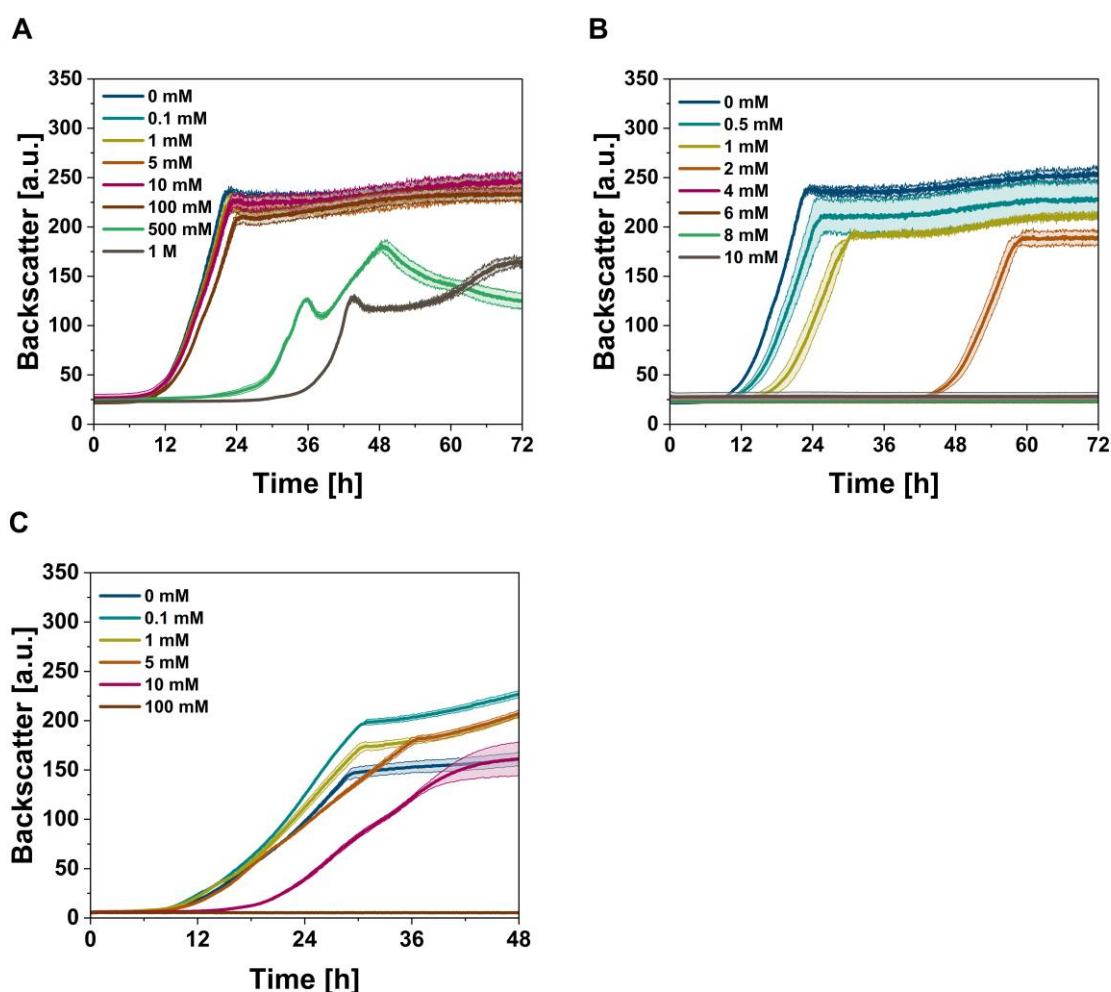 A
Backscatter [a.u.]
350
300
250
200
150
100
50
0
0 mM
0.1 mM
1 mM
5 mM
10 mM
100 mM
500 mM
1 M
0 12 24 36 48 60 72
Time [h]
B
Backscatter [a.u.]
350
300
250
200
150
100
50
0
0 mM
0.5 mM
1 mM
2 mM
4 mM
6 mM
8 mM
10 mM
0 12 24 36 48 60 72
Time [h]
C
Backscatter [a.u.]
350
300
250
200
150
100
50
0
0 mM
0.1 mM
1 mM
5 mM
10 mM
100 mM
0 12 24 36 48
Time [h]